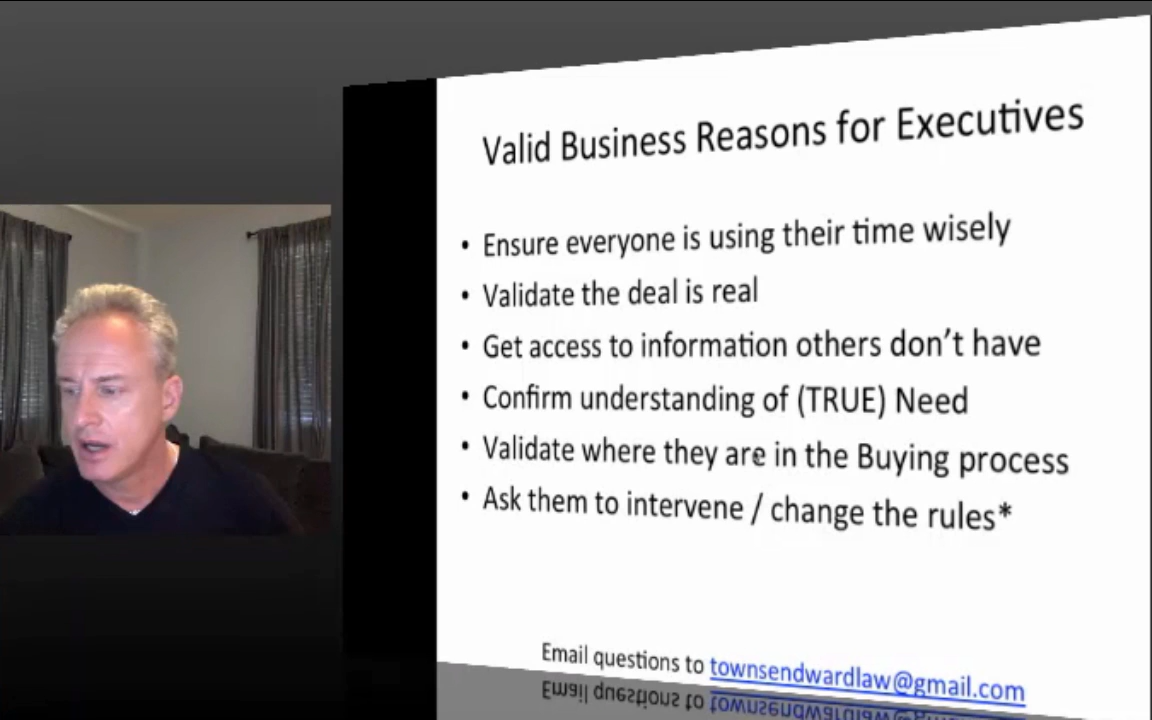 Valid Business Reasons for Executives
• Ensure everyone is using their time wisely
• Validate the deal is real
• Get access to information others don't have
• Confirm understanding of (TRUE) Need
• Validate where they are in the Buying process
• Ask them to intervene / change the rules*
Email questions to townsendwardlaw@gmail.com